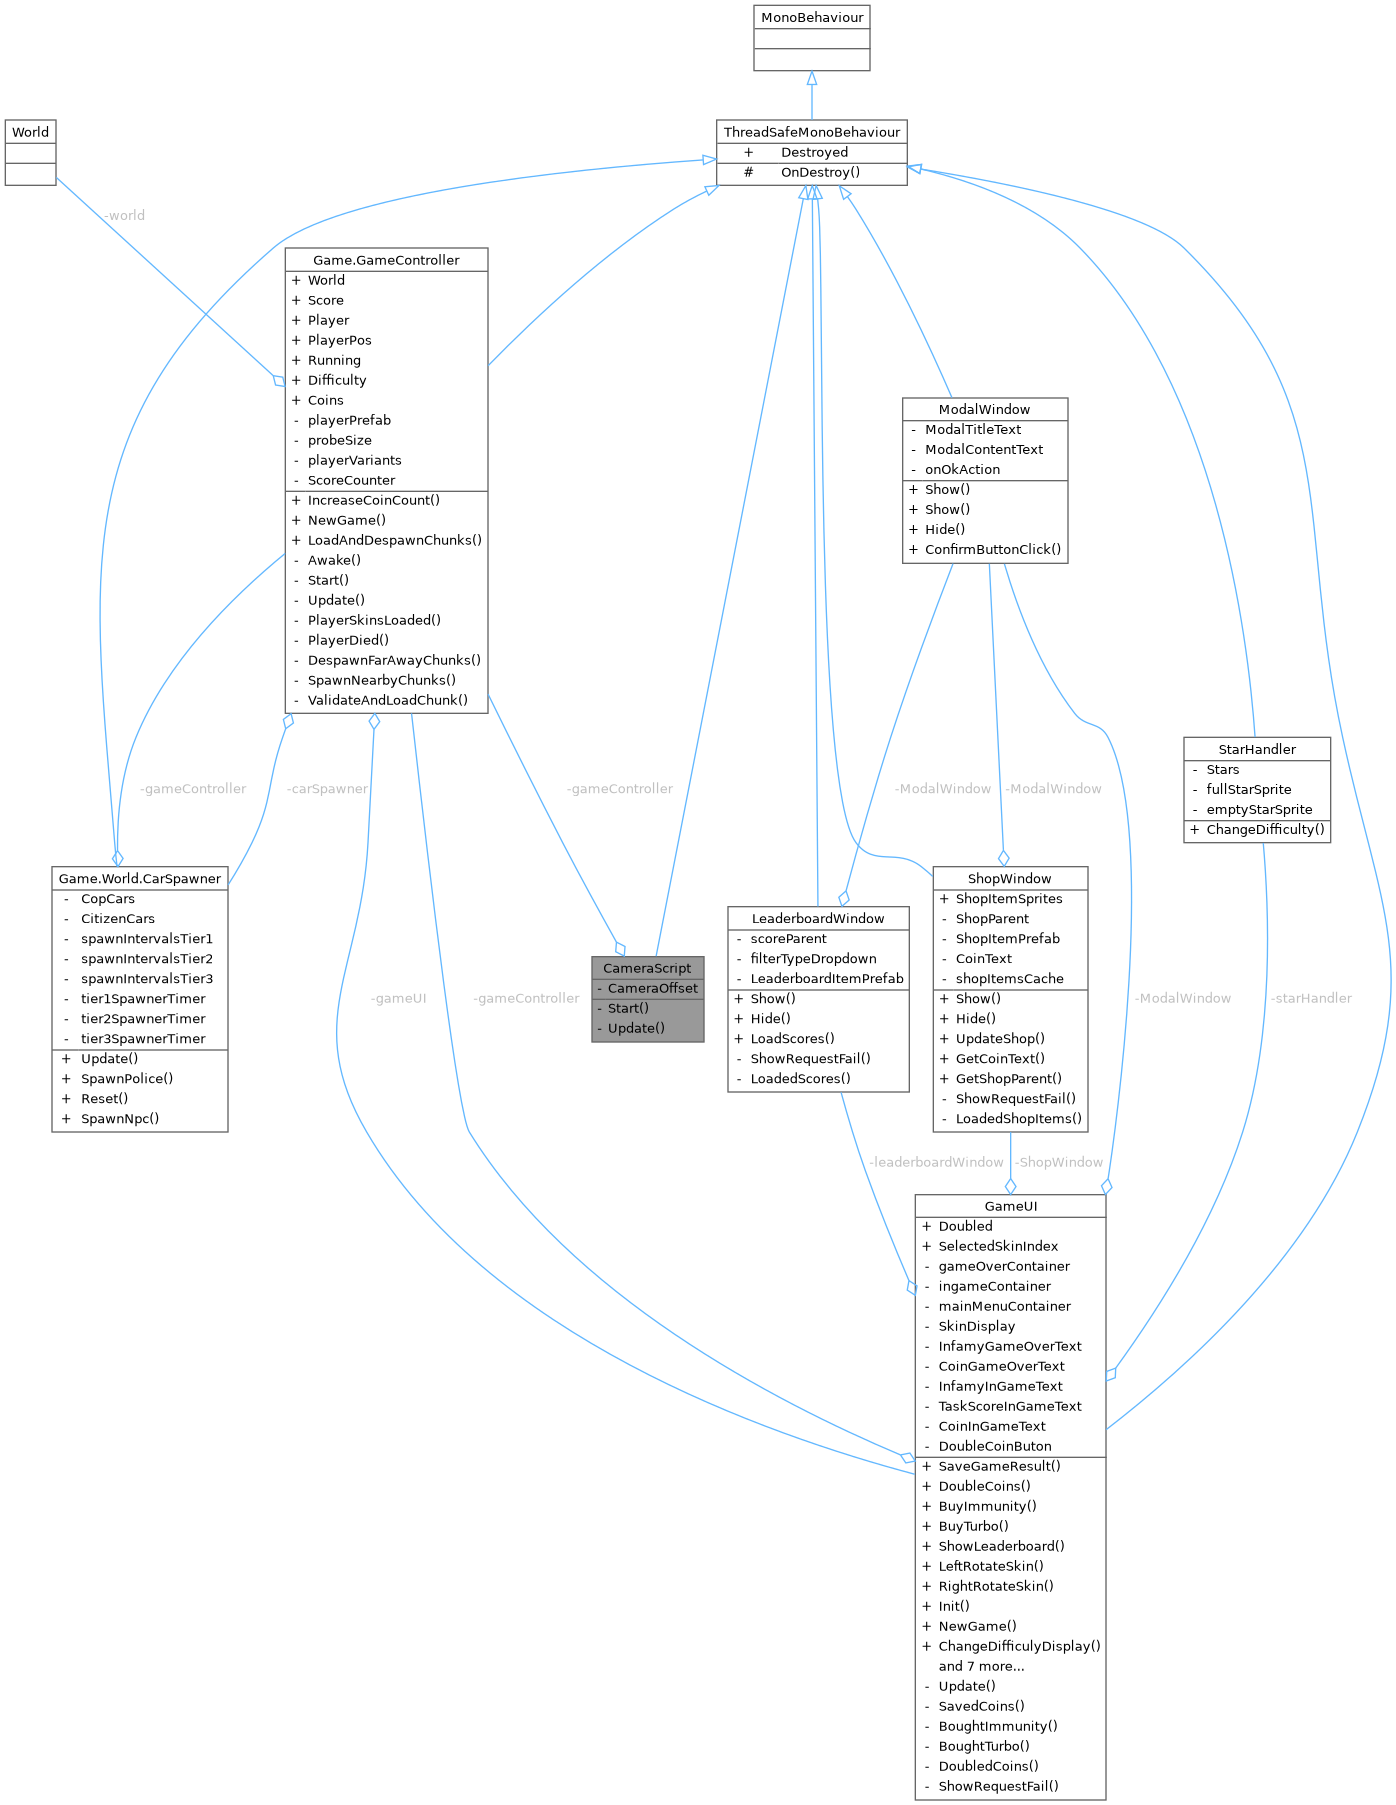 MonoBehaviour
World
ThreadSafeMonoBehaviour
+ Destroyed
# OnDestroy()
-world
Game.GameController
+ World
+ Score
+ Player
+ PlayerPos
+ Running
+ Difficulty
+ Coins
- playerPrefab
- probeSize
- playerVariants
- ScoreCounter
+ IncreaseCoinCount()
+ NewGame()
+ LoadAndDespawnChunks()
- Awake()
- Start()
- Update()
- PlayerSkinsLoaded()
- PlayerDied()
- DespawnFarAwayChunks()
- SpawnNearbyChunks()
- ValidateAndLoadChunk()
ModalWindow
- ModalTitleText
- ModalContentText
- onOkAction
+ Show()
+ Show()
+ Hide()
+ ConfirmButtonClick()
StarHandler
- Stars
- fullStarSprite
- emptyStarSprite
+ ChangeDifficulty()
-gameController
-carSpawner
-gameController
-ModalWindow
-ModalWindow
Game.World.CarSpawner
- CopCars
- CitizenCars
- spawnIntervalsTier1
- spawnIntervalsTier2
- spawnIntervalsTier3
- tier1SpawnerTimer
- tier2SpawnerTimer
- tier3SpawnerTimer
+ Update()
+ SpawnPolice()
+ Reset()
+ SpawnNpc()
-gameUI
-gameController
CameraScript
- CameraOffset
- Start()
- Update()
LeaderboardWindow
- scoreParent
- filterTypeDropdown
- LeaderboardItemPrefab
+ Show()
+ Hide()
+ LoadScores()
- ShowRequestFail()
- LoadedScores()
ShopWindow
+ ShopItemSprites
- ShopParent
- ShopItemPrefab
- CoinText
- shopItemsCache
+ Show()
+ Hide()
+ UpdateShop()
+ GetCoinText()
+ GetShopParent()
- ShowRequestFail()
- LoadedShopItems()
-ModalWindow
-starHandler
-leaderboardWindow
-ShopWindow
GameUI
+ Doubled
+ SelectedSkinIndex
- gameOverContainer
- ingameContainer
- mainMenuContainer
- SkinDisplay
- InfamyGameOverText
- CoinGameOverText
- InfamyInGameText
- TaskScoreInGameText
- CoinInGameText
- DoubleCoinButon
+ SaveGameResult()
+ DoubleCoins()
+ BuyImmunity()
+ BuyTurbo()
+ ShowLeaderboard()
+ LeftRotateSkin()
+ RightRotateSkin()
+ Init()
+ NewGame()
+ ChangeDifficulyDisplay()
and 7 more...
- Update()
- SavedCoins()
- BoughtImmunity()
- BoughtTurbo()
- DoubledCoins()
- ShowRequestFail()